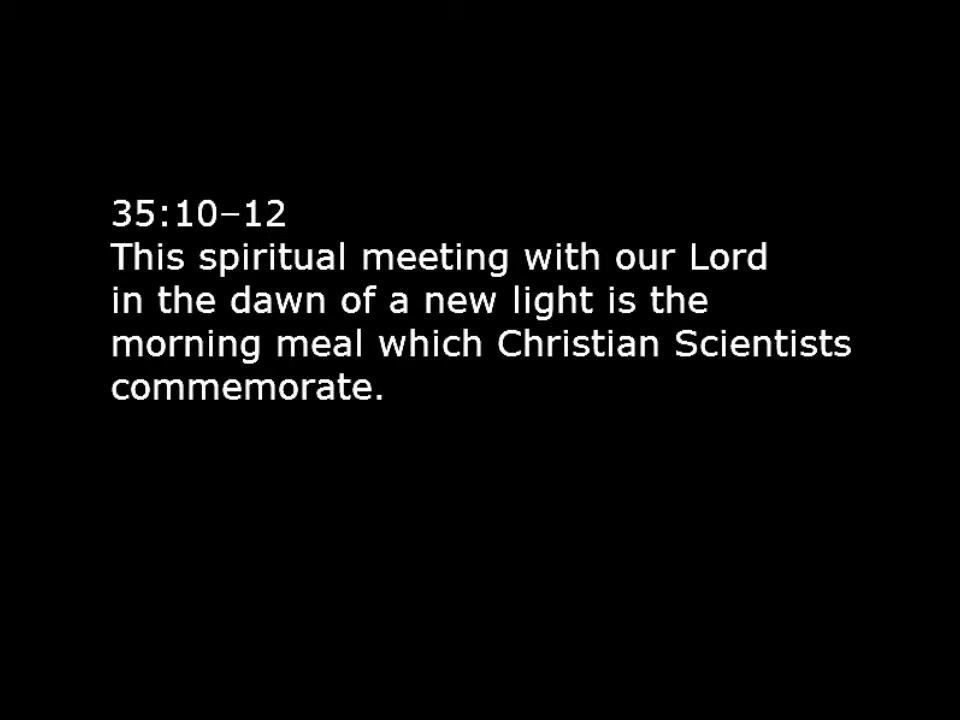 35:10–12
This spiritual meeting with our Lord
in the dawn of a new light is the
morning meal which Christian Scientists
commemorate.